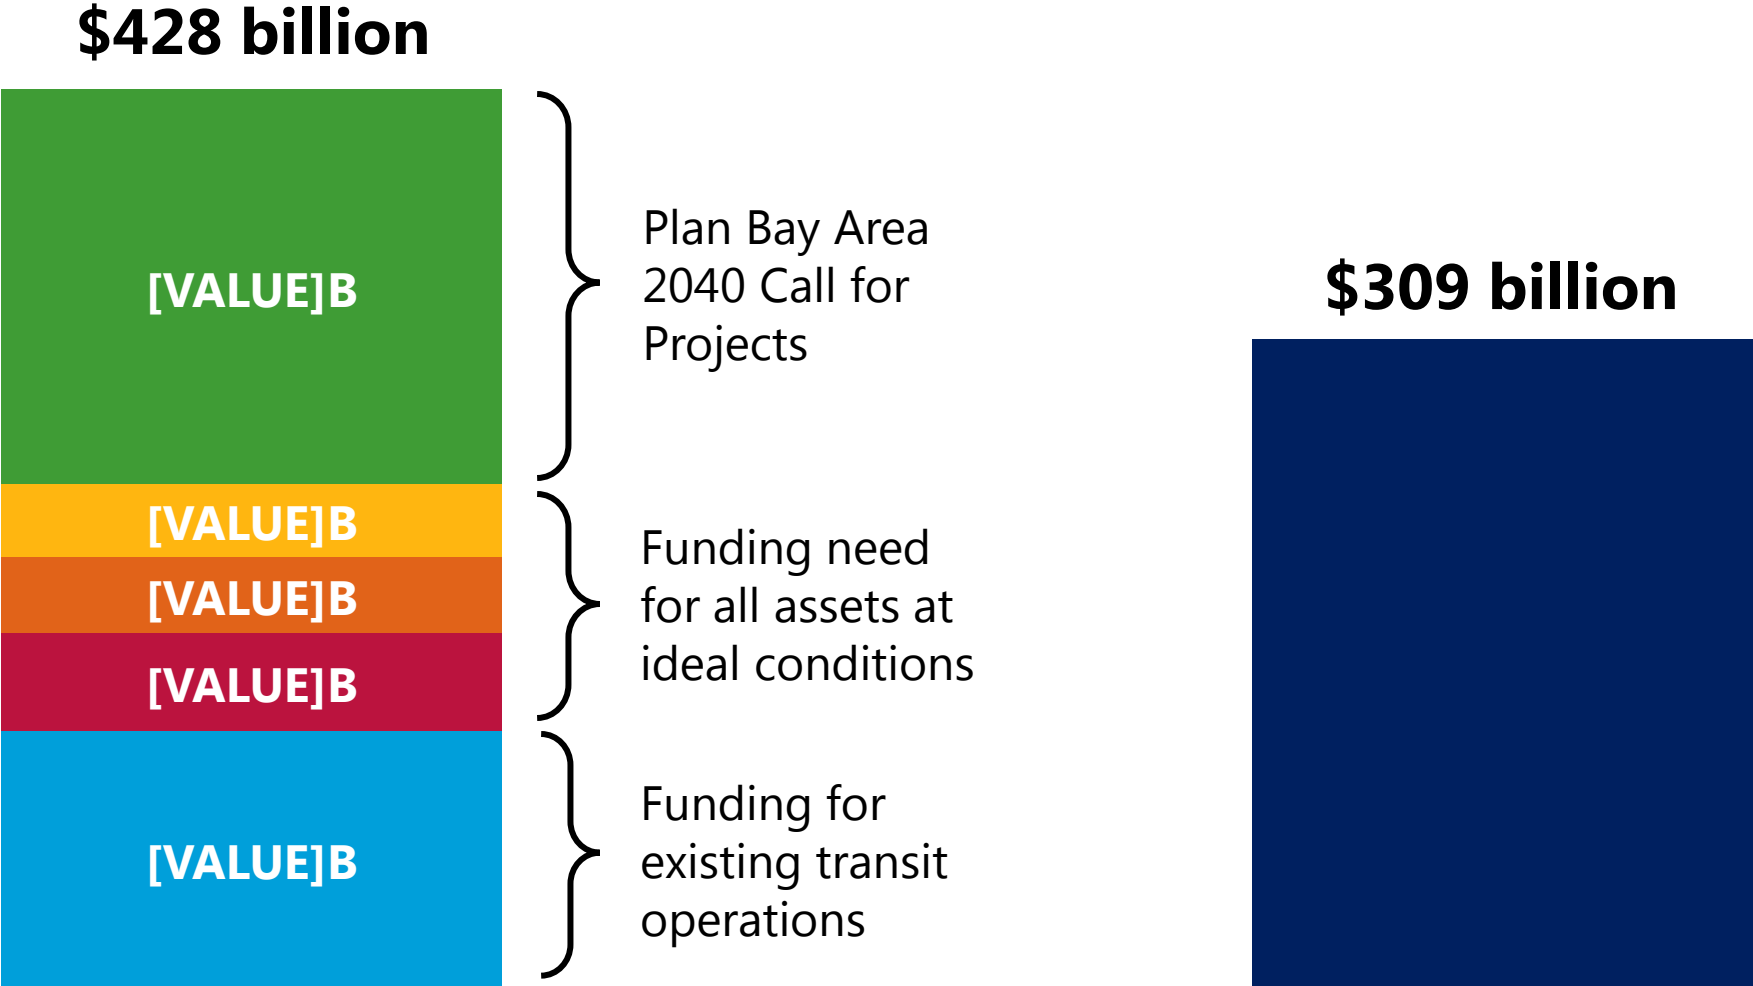 $428 billion
[VALUE]B
Plan Bay Area
2040 Call for
Projects
$309 billion
[VALUE]B
[VALUE]B
[VALUE]B
Funding need
for all assets at
ideal conditions
[VALUE]B
Funding for
existing transit
operations